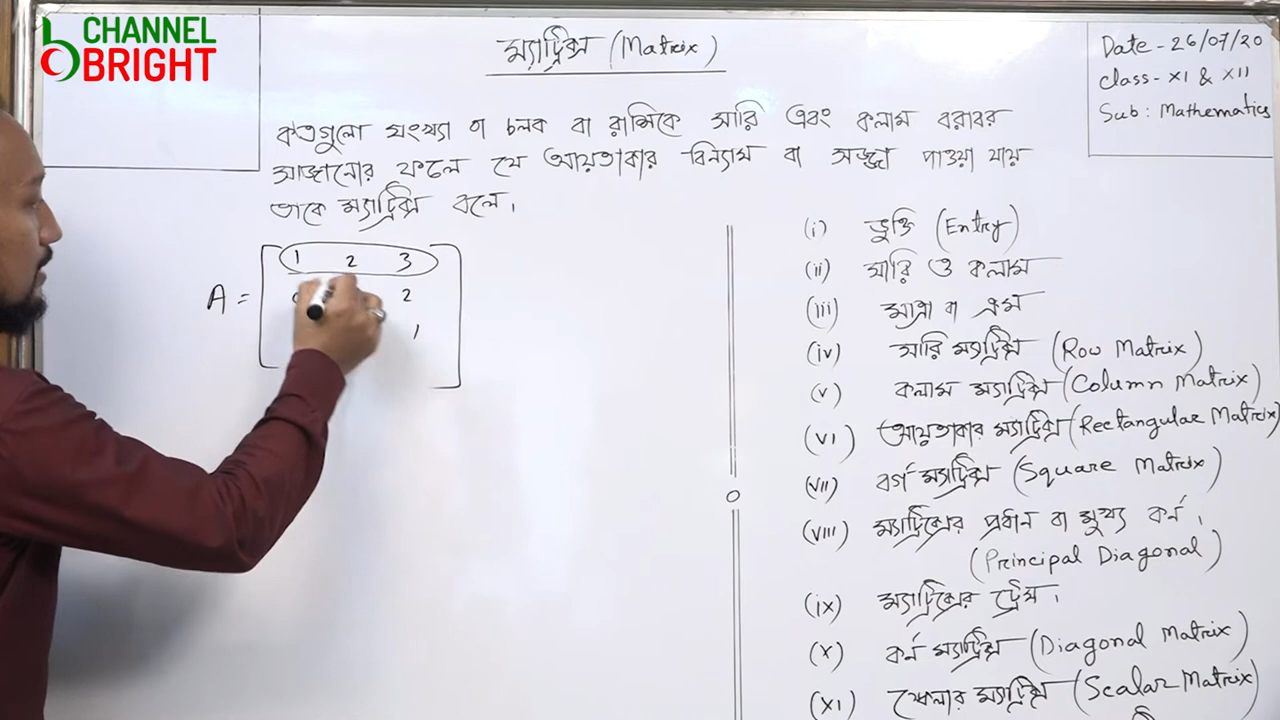 CHANNEL
BRIGHT
ম্যাট্রিক্স (Matrix)
Date - 26/07/20
class- XI & XII
Sub: Mathematics
কতগুলো সংখ্যা বা চলক বা রাশিকে সারি এবং কলাম বরাবর
সাজানোর ফলে যে আয়তাকার বিন্যাস বা সজ্জা পাওয়া যায়
তাকে ম্যাট্রিক্স বলে।
A =
1 2 3
2
1
(i) ভুক্তি (Entry)
(ii) সারি ও কলাম
(iii) মাত্রা বা ক্রম
(iv) সারি ম্যাট্রিক্স (Row Matrix)
(v) কলাম ম্যাট্রিক্স (Column Matrix)
(VI) আয়তাকার ম্যাট্রিক্স (Rectangular Matrix)
(VII) বর্গ ম্যাট্রিক্স (Square Matrix)
(VIII) ম্যাট্রিক্সের প্রধান বা মুখ্য কর্ন।
(Principal Diagonal)
(ix) ম্যাট্রিক্সের ট্রেস।
(X) কর্ন ম্যাট্রিক্স (Diagonal Matrix)
(XI) স্কেলার ম্যাট্রিক্স (Scalar Matrix)